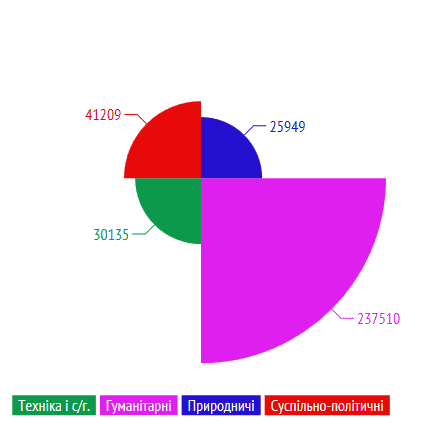 41209
25949
30135
237510
Техніка і с/г. Гуманітарні Природничі Суспільно-політичні